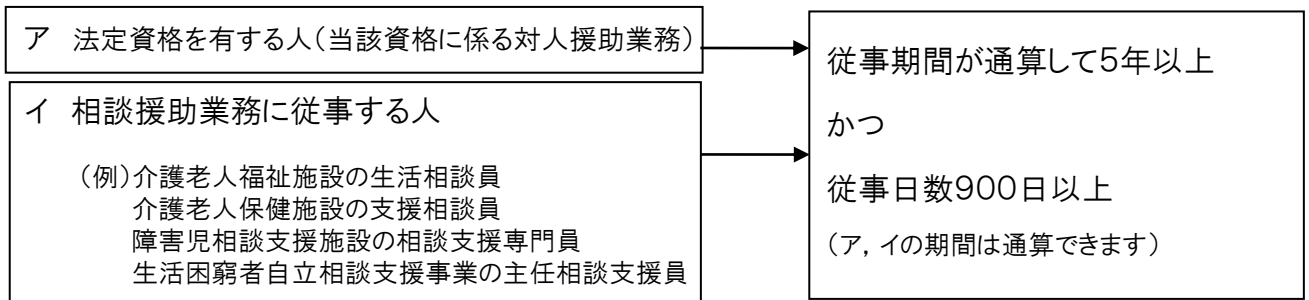 ア 法定資格を有する人(当該資格に係る対人援助業務)
イ 相談援助業務に従事する人
(例)介護老人福祉施設の生活相談員
介護老人保健施設の支援相談員
障害児相談支援施設の相談支援専門員
生活困窮者自立相談支援事業の主任相談支援員
従事期間が通算して5年以上
かつ
従事日数900日以上
(ア,イの期間は通算できます)